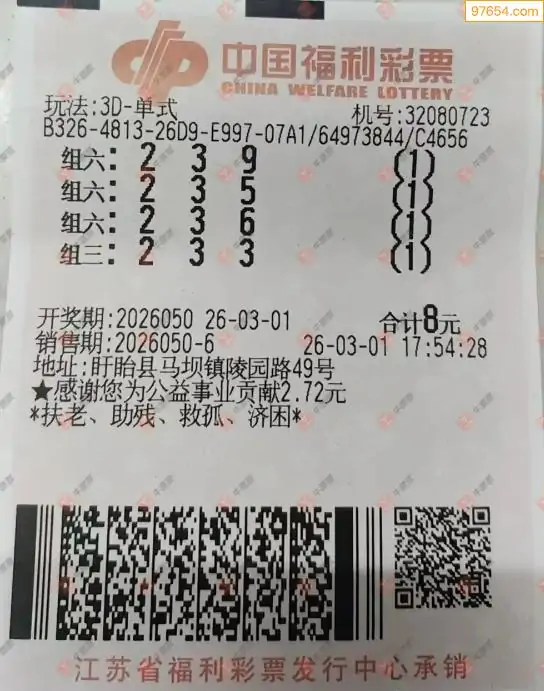 97654.com
中国福利彩票
CHINA WELFARE LOTTERY
玩法:3D-单式 机号:32080723
B326-4813-26D9-E997-07A1/64973844/C4656
组六: 2 3 9 (1)
组六: 2 3 5 (1)
组六: 2 3 6 (1)
组三: 2 3 3 (1)
开奖期:2026050 26-03-01 合计8元
销售期:2026050-6 26-03-01 17:54:28
地址:盱眙县马坝镇陵园路49号
★感谢您为公益事业贡献2.72元
*扶老、助残、救孤、济困*
江苏省福利彩票发行中心承销